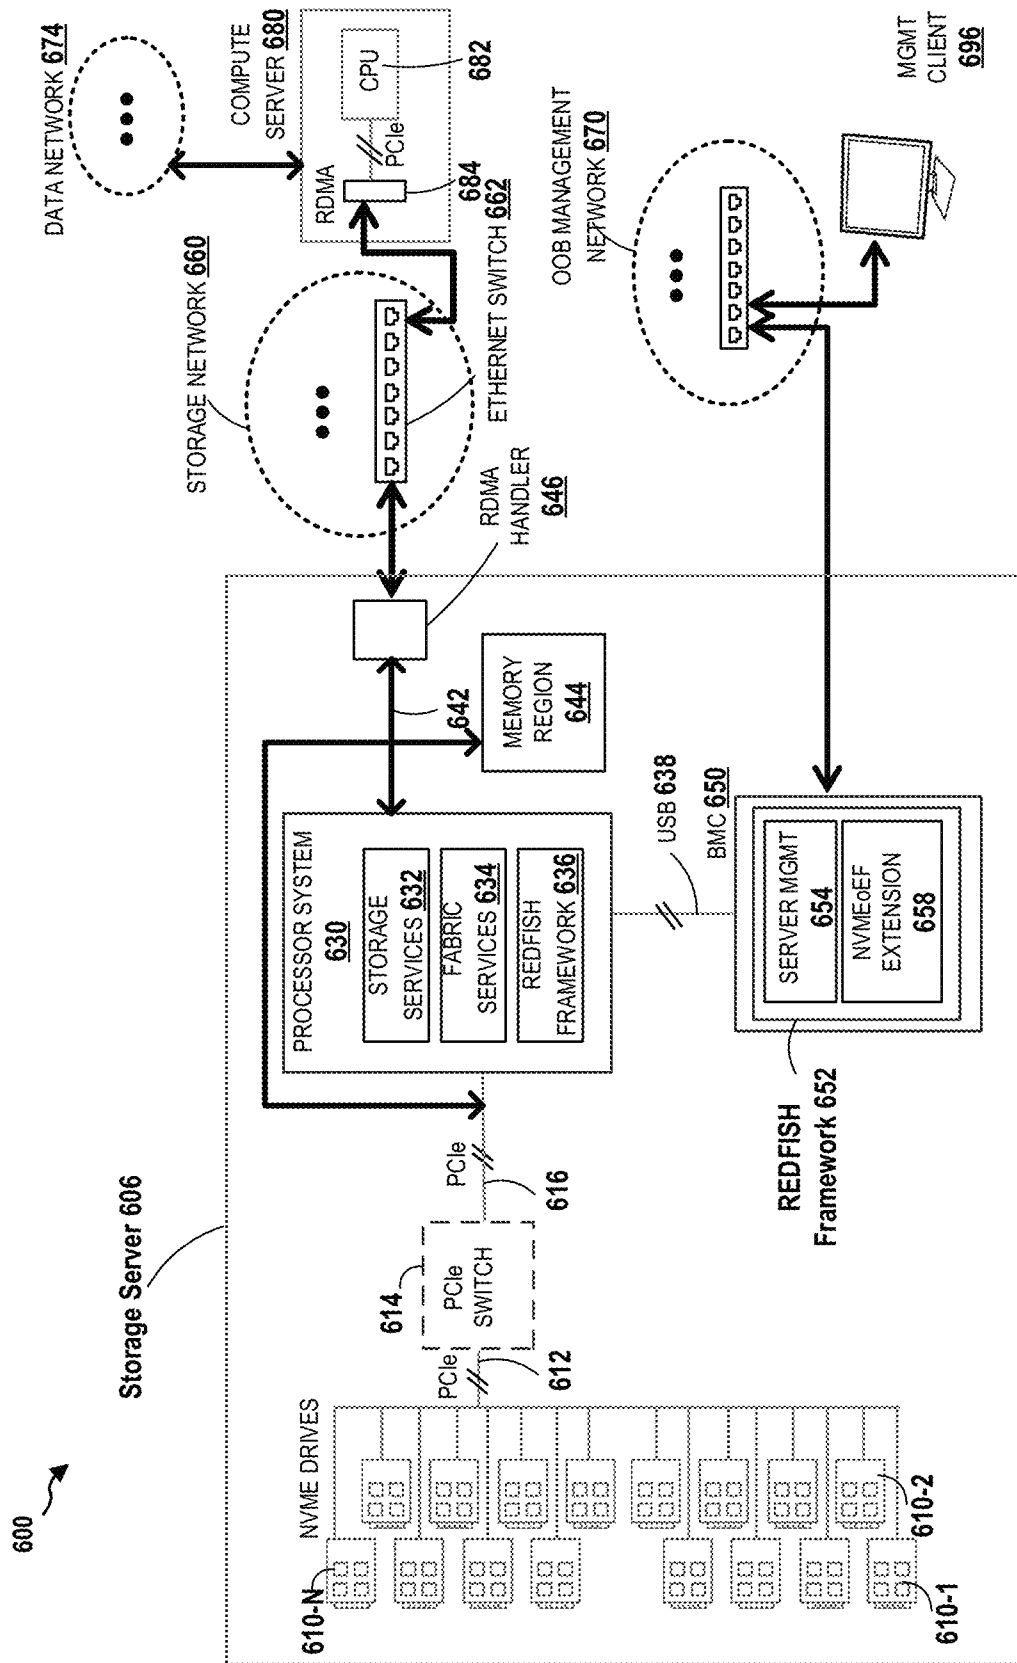 600
Storage Server 606
DATA NETWORK 674
COMPUTE
SERVER 680
RDMA
CPU
PCIe
682
684
STORAGE NETWORK 660
ETHERNET SWITCH 662
RDMA
HANDLER
646
642
MEMORY
REGION
644
PROCESSOR SYSTEM
630
STORAGE
SERVICES 632
FABRIC
SERVICES 634
REDFISH
FRAMEWORK 636
PCIe
616
614
PCIe
SWITCH
PCIe
612
NVME DRIVES
610-N
610-2
610-1
USB 638
BMC 650
SERVER MGMT
654
NVMEoEF
EXTENSION
658
REDFISH
Framework 652
OOB MANAGEMENT
NETWORK 670
MGMT
CLIENT
696